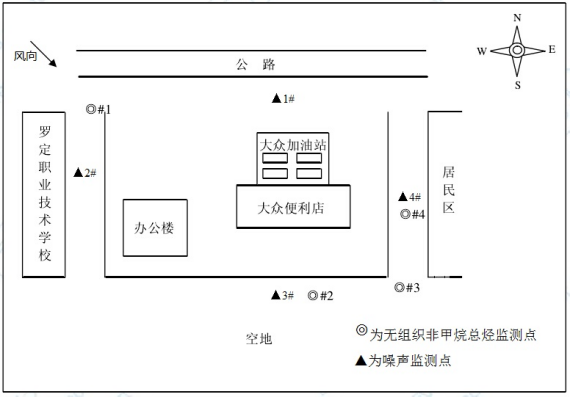 N
风向
W
E
公 路
S
▲1#
◎#1
大众加油站
罗定职业技术学校
▲2#
居民区
▲4#
大众便利店
◎#4
办公楼
◎#3
▲3#
◎#2
◎为无组织非甲烷总烃监测点
空地
▲为噪声监测点